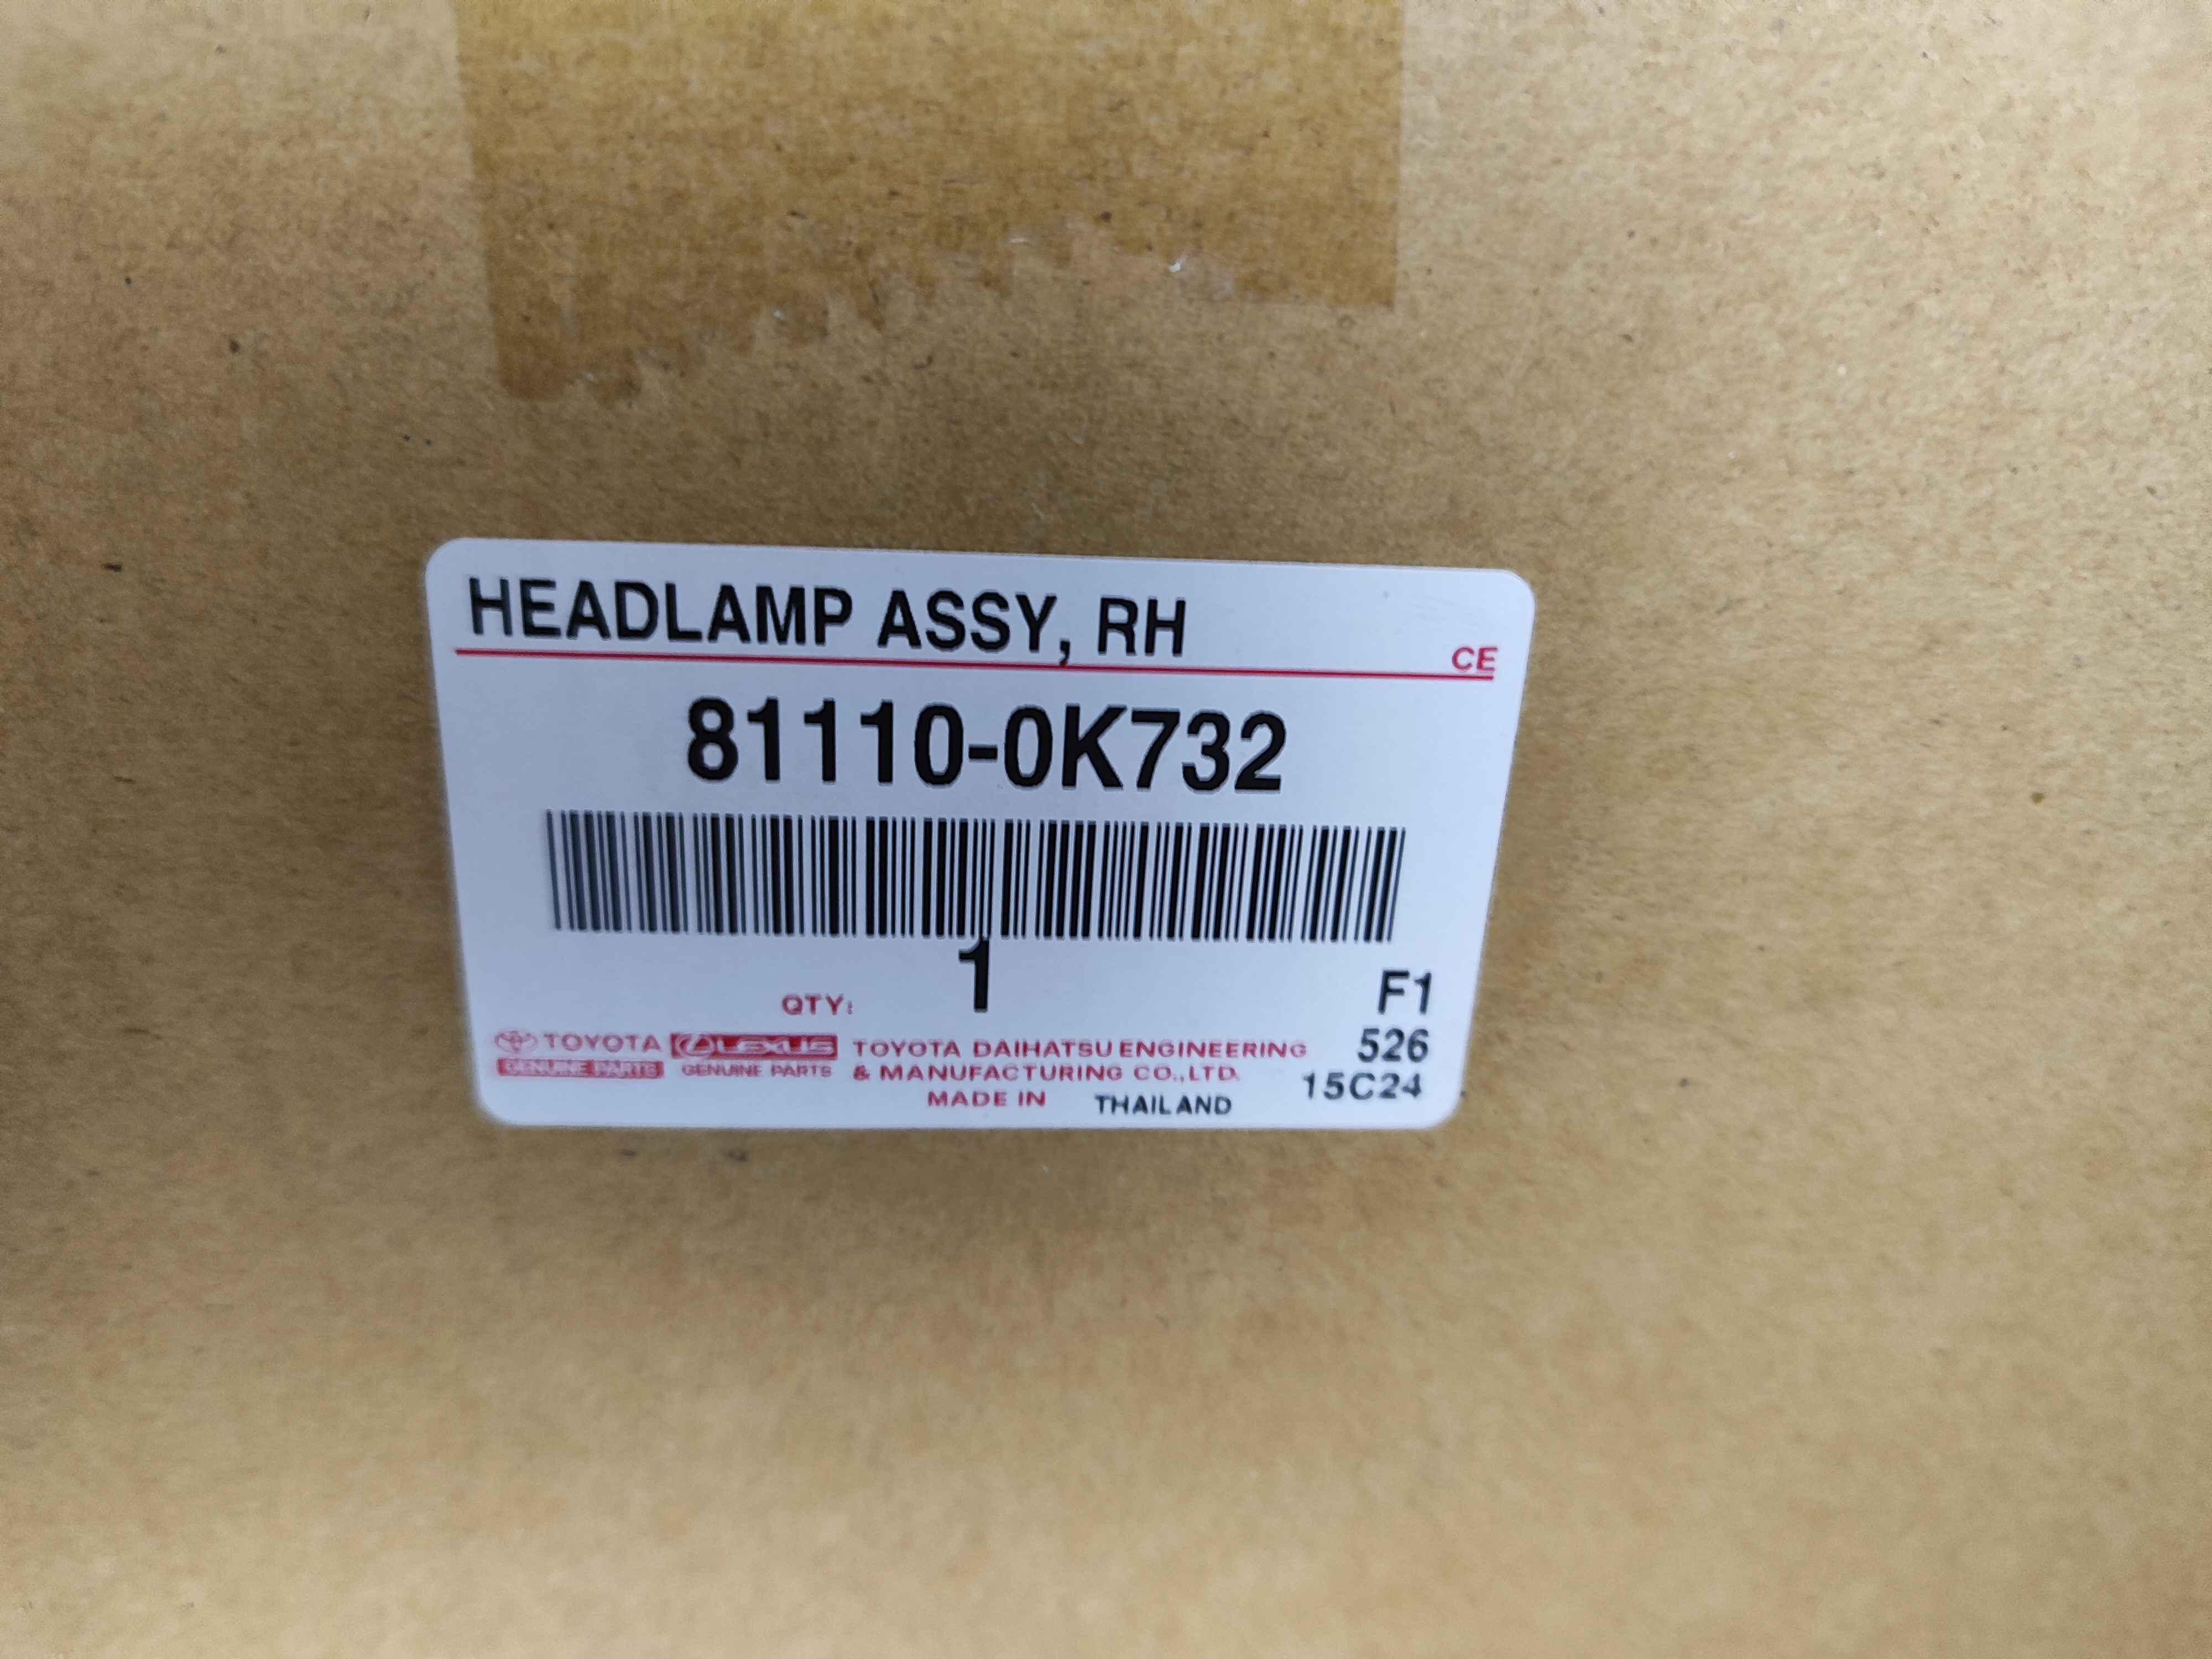 HEADLAMP ASSY, RH
CE
81110-0K732
1
QTY:
F1
TOYOTA LEXUS TOYOTA DAIHATSU ENGINEERING 526
GENUINE PARTS GENUINE PARTS & MANUFACTURING CO.,LTD. 15C24
MADE IN THAILAND